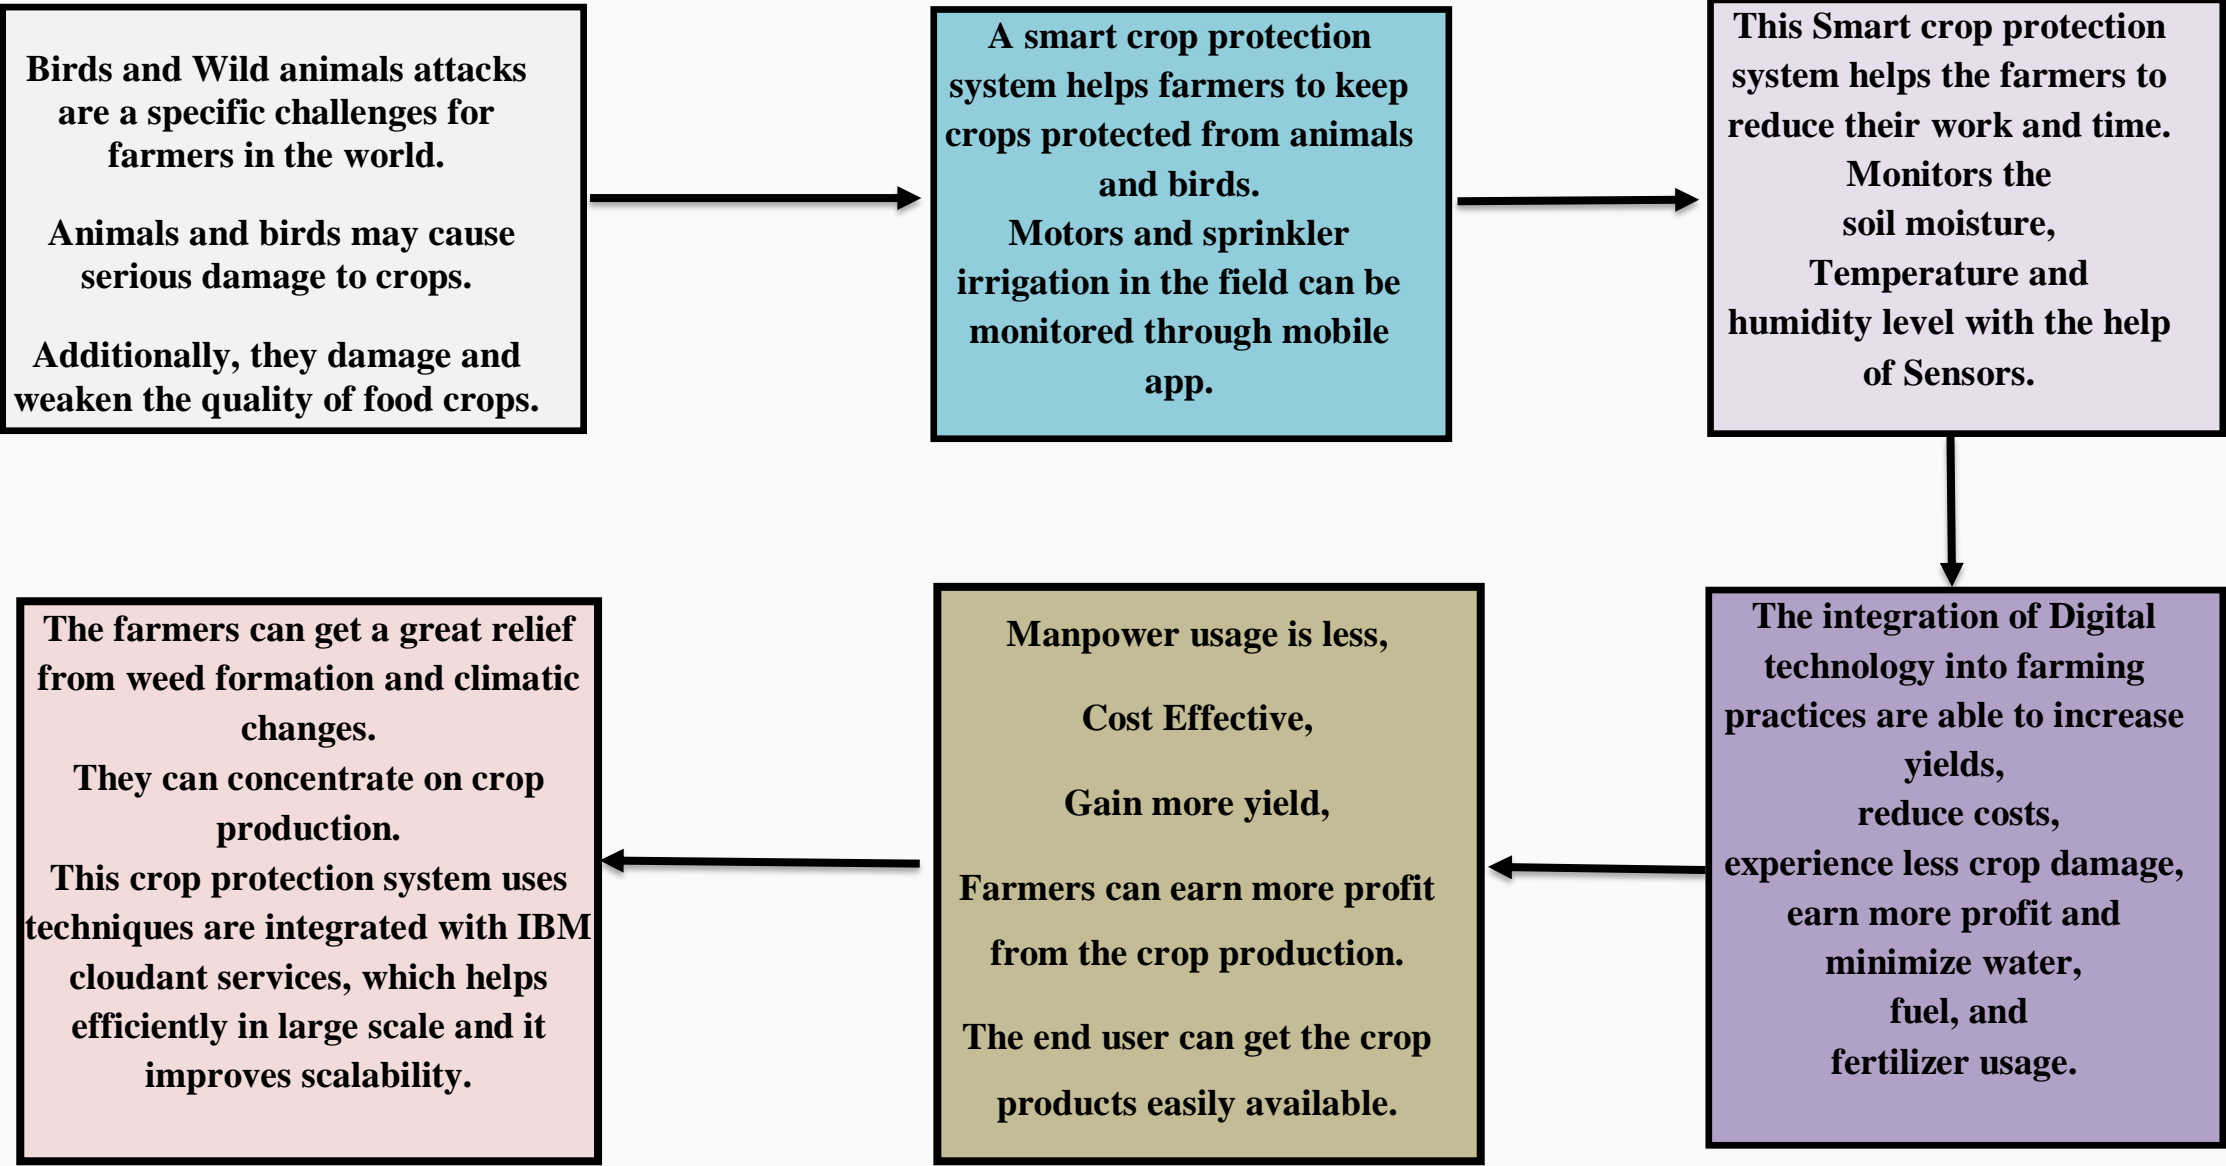 Birds and Wild animals attacks
are a specific challenges for
farmers in the world.
Animals and birds may cause
serious damage to crops.
Additionally, they damage and
weaken the quality of food crops.
A smart crop protection
system helps farmers to keep
crops protected from animals
and birds.
Motors and sprinkler
irrigation in the field can be
monitored through mobile
app.
This Smart crop protection
system helps the farmers to
reduce their work and time.
Monitors the
soil moisture,
Temperature and
humidity level with the help
of Sensors.
The integration of Digital
technology into farming
practices are able to increase
yields,
reduce costs,
experience less crop damage,
earn more profit and
minimize water,
fuel, and
fertilizer usage.
Manpower usage is less,
Cost Effective,
Gain more yield,
Farmers can earn more profit
from the crop production.
The end user can get the crop
products easily available.
The farmers can get a great relief
from weed formation and climatic
changes.
They can concentrate on crop
production.
This crop protection system uses
techniques are integrated with IBM
cloudant services, which helps
efficiently in large scale and it
improves scalability.